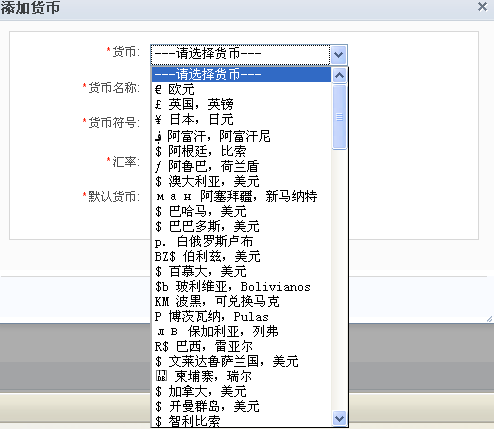 添加货币
*货币: ---请选择货币---
---请选择货币---
€ 欧元
*货币名称:
£ 英国，英镑
¥ 日本，日元
*货币符号:
؋ 阿富汗，阿富汗尼
$ 阿根廷，比索
*汇率:
ƒ 阿鲁巴，荷兰盾
$ 澳大利亚，美元
*默认货币:
ман 阿塞拜疆，新马纳特
$ 巴哈马，美元
$ 巴巴多斯，美元
p. 白俄罗斯卢布
BZ$ 伯利兹，美元
$ 百慕大，美元
$b 玻利维亚，Bolivianos
KM 波黑，可兑换马克
P 博茨瓦纳，Pulas
лв 保加利亚，列弗
R$ 巴西，雷亚尔
$ 文莱达鲁萨兰国，美元
柬埔寨，瑞尔
$ 加拿大，美元
$ 开曼群岛，美元
$ 智利比索